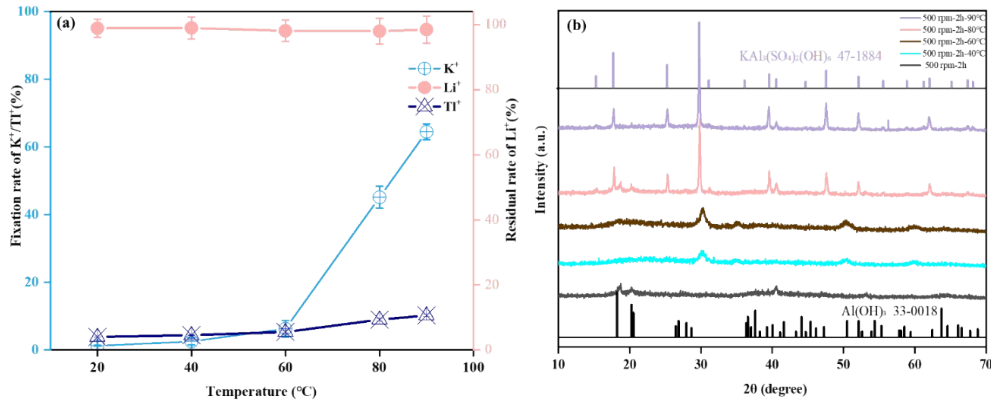 (a)
Fixation rate of K⁺/Tl⁺(%)
100
80
60
40
20
0
K⁺
Li⁺
Tl⁺
100
80
60
40
20
0
Residual rate of Li⁺(%)
20 40 60 80 100
Temperature (°C)
(b)
500 rpm-2h-90°C
500 rpm-2h-80°C
500 rpm-2h-60°C
500 rpm-2h-40°C
500 rpm-2h
KAl₃(SO₄)₂(OH)₆ 47-1884
Intensity (a.u.)
Al(OH)₃ 33-0018
10 20 30 40 50 60 70
2θ (degree)